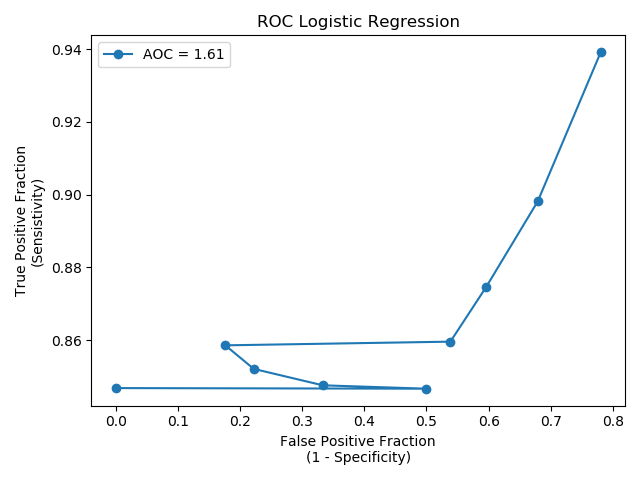 ROC Logistic Regression
AOC = 1.61
True Positive Fraction
(Sensistivity)
0.94
0.92
0.90
0.88
0.86
0.0 0.1 0.2 0.3 0.4 0.5 0.6 0.7 0.8
False Positive Fraction
(1 - Specificity)